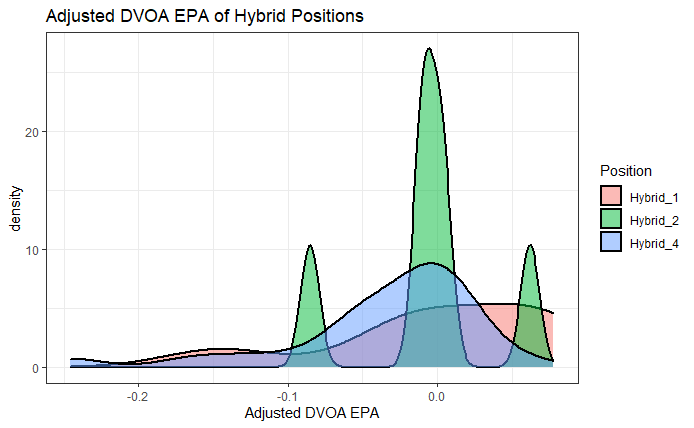 Adjusted DVOA EPA of Hybrid Positions
density
20
10
0
-0.2
-0.1
0.0
Adjusted DVOA EPA
Position
Hybrid_1
Hybrid_2
Hybrid_4